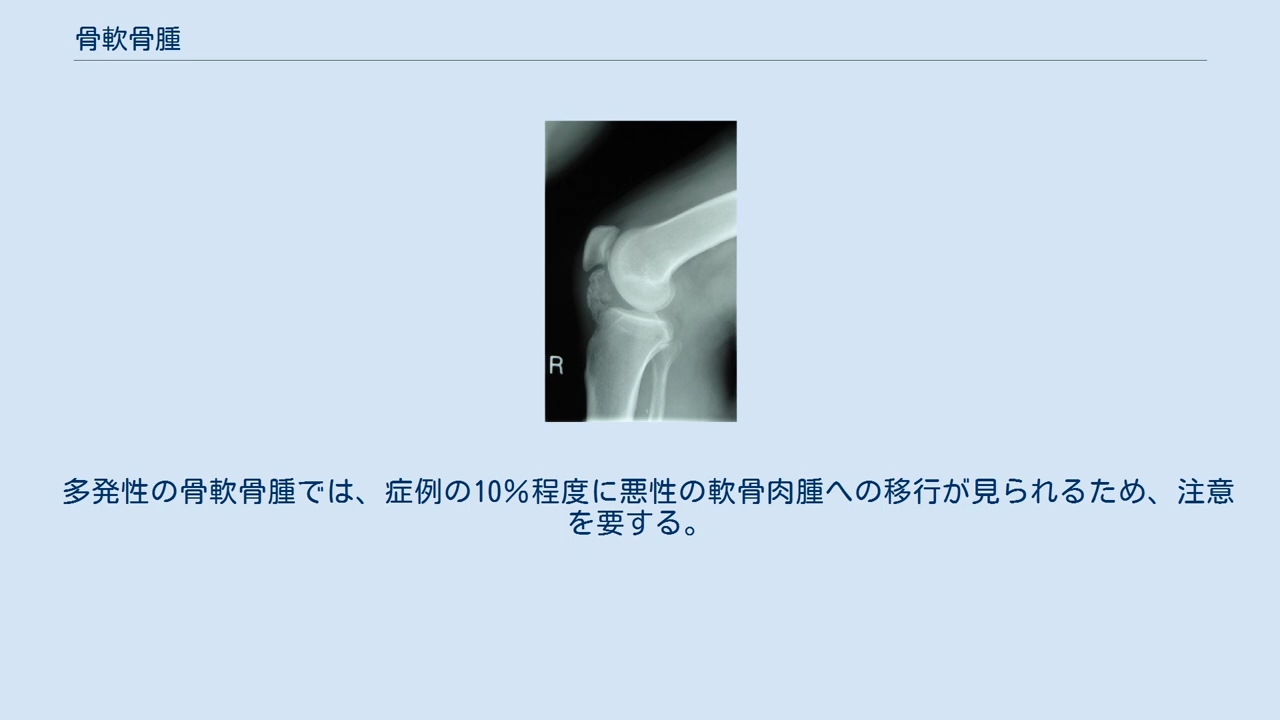 骨軟骨腫
R
多発性の骨軟骨腫では、症例の10％程度に悪性の軟骨肉腫への移行が見られるため、注意
を要する。